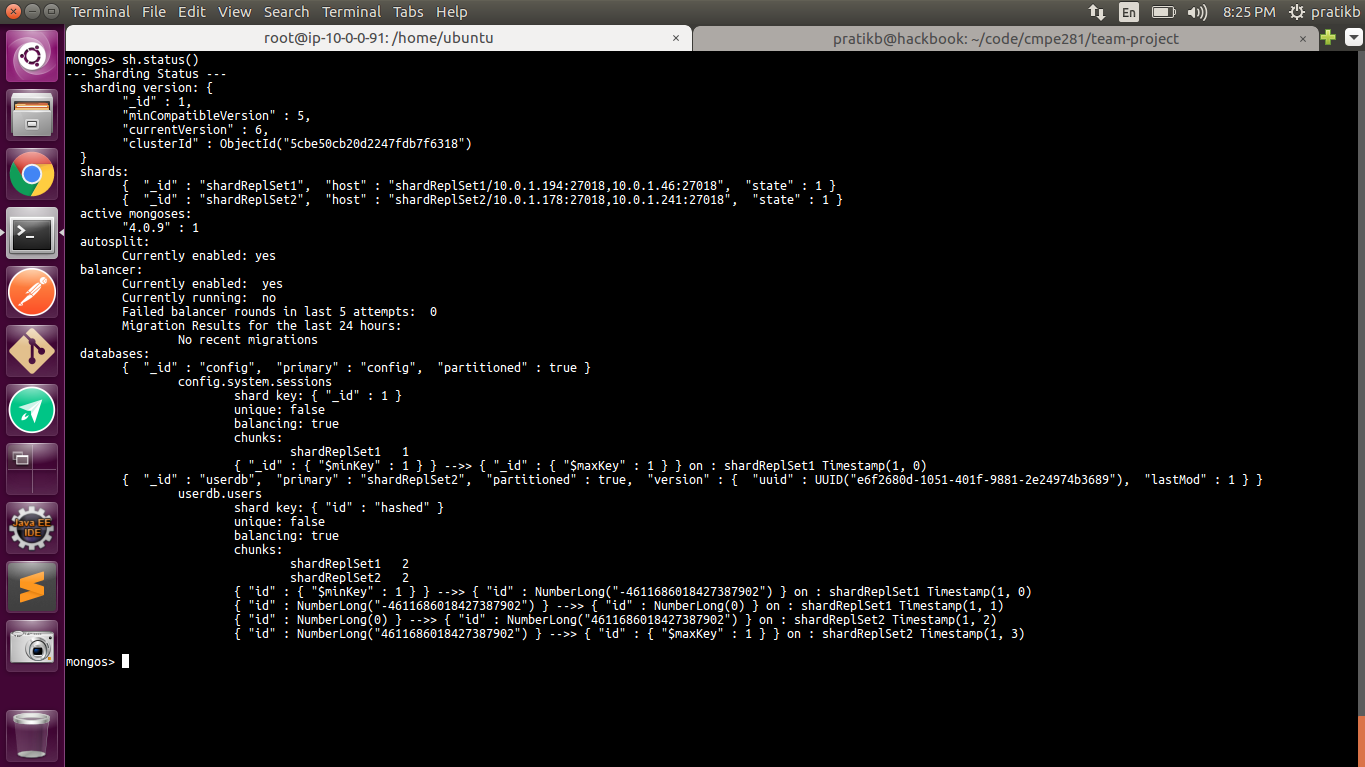 Terminal File Edit View Search Terminal Tabs Help En 8:25 PM pratikb
root@ip-10-0-0-91: /home/ubuntu × pratikb@hackbook: ~/code/cmpe281/team-project ×
mongos> sh.status()
--- Sharding Status ---
  sharding version: {
        "_id" : 1,
        "minCompatibleVersion" : 5,
        "currentVersion" : 6,
        "clusterId" : ObjectId("5cbe50cb20d2247fdb7f6318")
  }
  shards:
        {  "_id" : "shardReplSet1",  "host" : "shardReplSet1/10.0.1.194:27018,10.0.1.46:27018",  "state" : 1 }
        {  "_id" : "shardReplSet2",  "host" : "shardReplSet2/10.0.1.178:27018,10.0.1.241:27018",  "state" : 1 }
  active mongoses:
        "4.0.9" : 1
  autosplit:
        Currently enabled: yes
  balancer:
        Currently enabled:  yes
        Currently running:  no
        Failed balancer rounds in last 5 attempts:  0
        Migration Results for the last 24 hours:
                No recent migrations
  databases:
        {  "_id" : "config",  "primary" : "config",  "partitioned" : true }
                config.system.sessions
                        shard key: { "_id" : 1 }
                        unique: false
                        balancing: true
                        chunks:
                                shardReplSet1   1
                        { "_id" : { "$minKey" : 1 } } -->> { "_id" : { "$maxKey" : 1 } } on : shardReplSet1 Timestamp(1, 0)
        {  "_id" : "userdb",  "primary" : "shardReplSet2",  "partitioned" : true,  "version" : {  "uuid" : UUID("e6f2680d-1051-401f-9881-2e24974b3689"),  "lastMod" : 1 } }
                userdb.users
                        shard key: { "id" : "hashed" }
                        unique: false
                        balancing: true
                        chunks:
                                shardReplSet1   2
                                shardReplSet2   2
                        { "id" : { "$minKey" : 1 } } -->> { "id" : NumberLong("-4611686018427387902") } on : shardReplSet1 Timestamp(1, 0)
                        { "id" : NumberLong("-4611686018427387902") } -->> { "id" : NumberLong(0) } on : shardReplSet1 Timestamp(1, 1)
                        { "id" : NumberLong(0) } -->> { "id" : NumberLong("4611686018427387902") } on : shardReplSet2 Timestamp(1, 2)
                        { "id" : NumberLong("4611686018427387902") } -->> { "id" : { "$maxKey" : 1 } } on : shardReplSet2 Timestamp(1, 3)
mongos>
Java EE
IDE